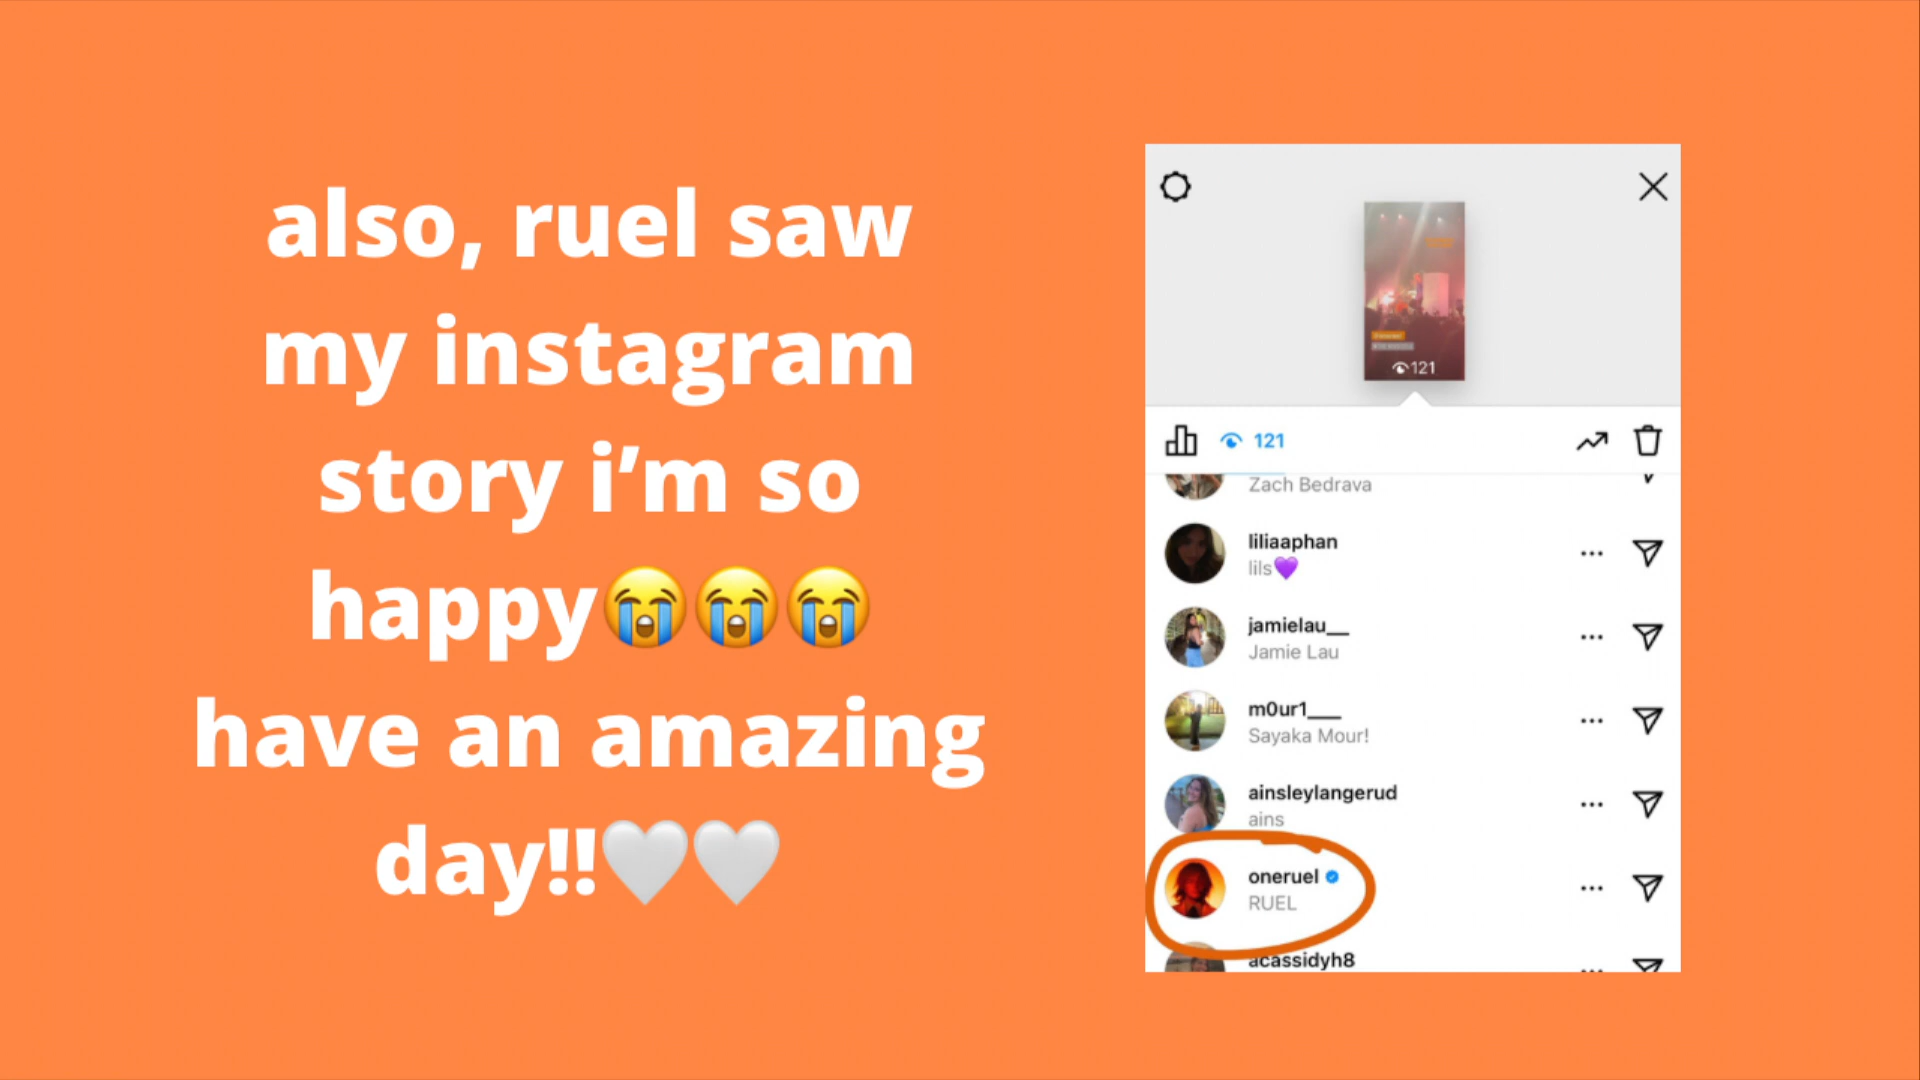 also, ruel saw
my instagram
story i’m so
happy😭😭😭
have an amazing
day!!🤍🤍
121
121
Zach Bedrava
liliaaphan
lils💜
jamielau__
Jamie Lau
m0ur1___
Sayaka Mour!
ainsleylangerud
ains
oneruel
RUEL
acassidyh8